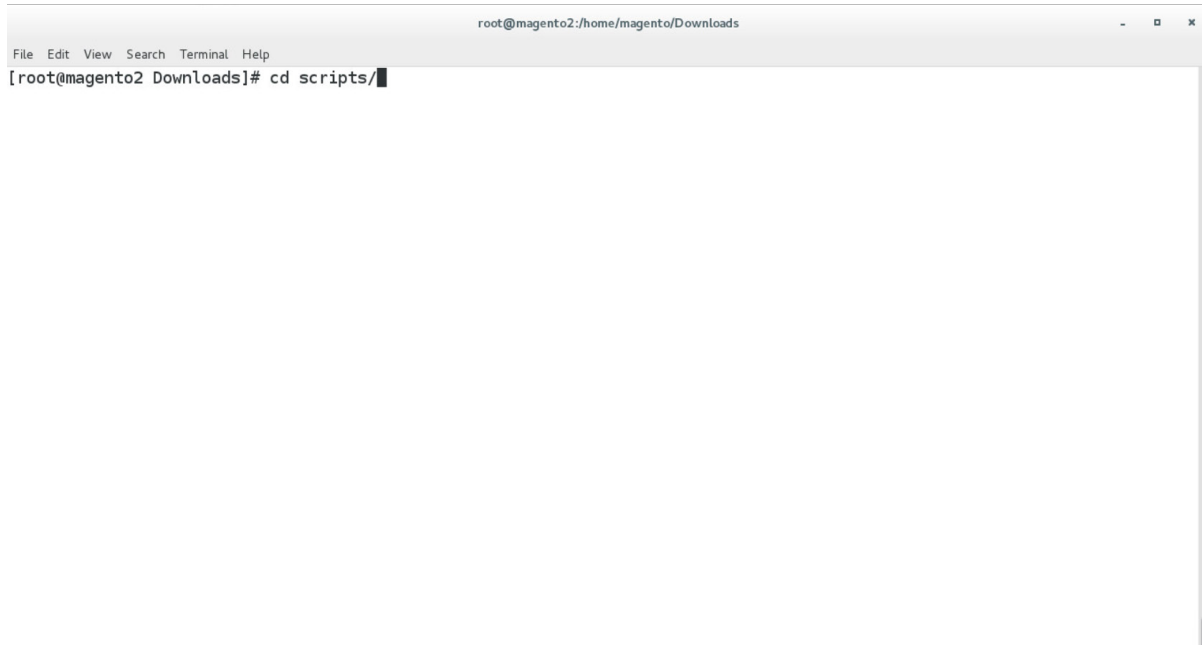 root@magento2:/home/magento/Downloads
File Edit View Search Terminal Help
[root@magento2 Downloads]# cd scripts/